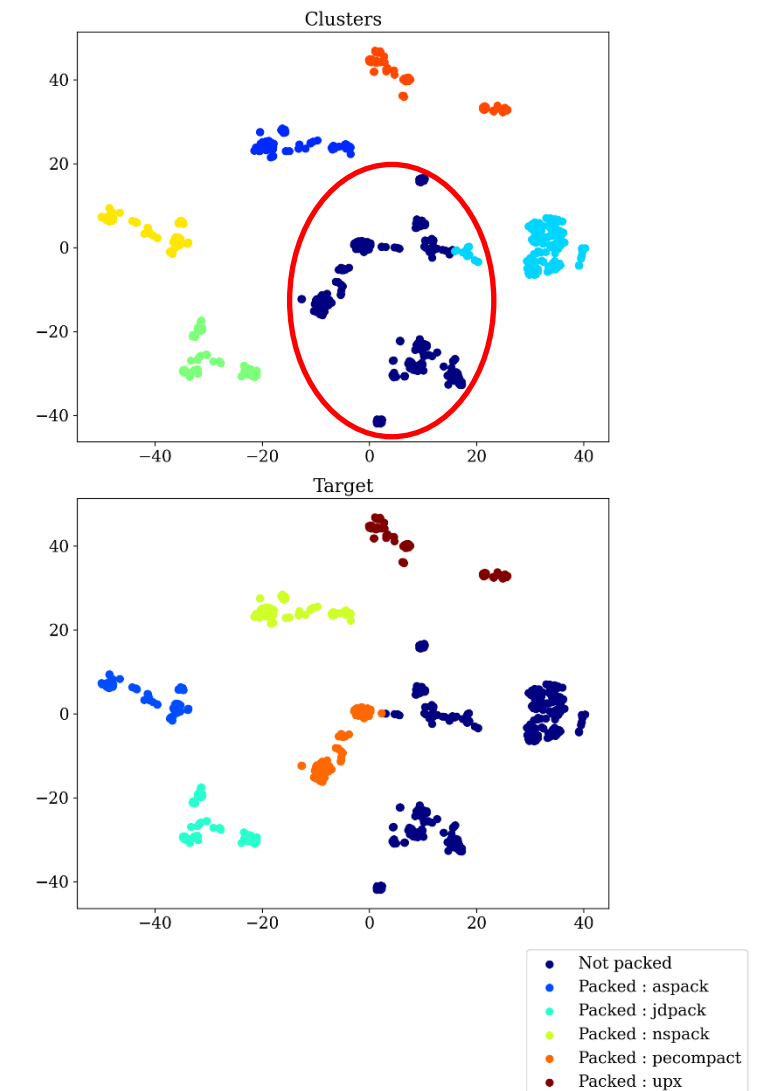 Clusters
40
20
0
−20
−40
−40 −20 0 20 40
Target
40
20
0
−20
−40
−40 −20 0 20 40
Not packed
Packed : aspack
Packed : jdpack
Packed : nspack
Packed : pecompact
Packed : upx